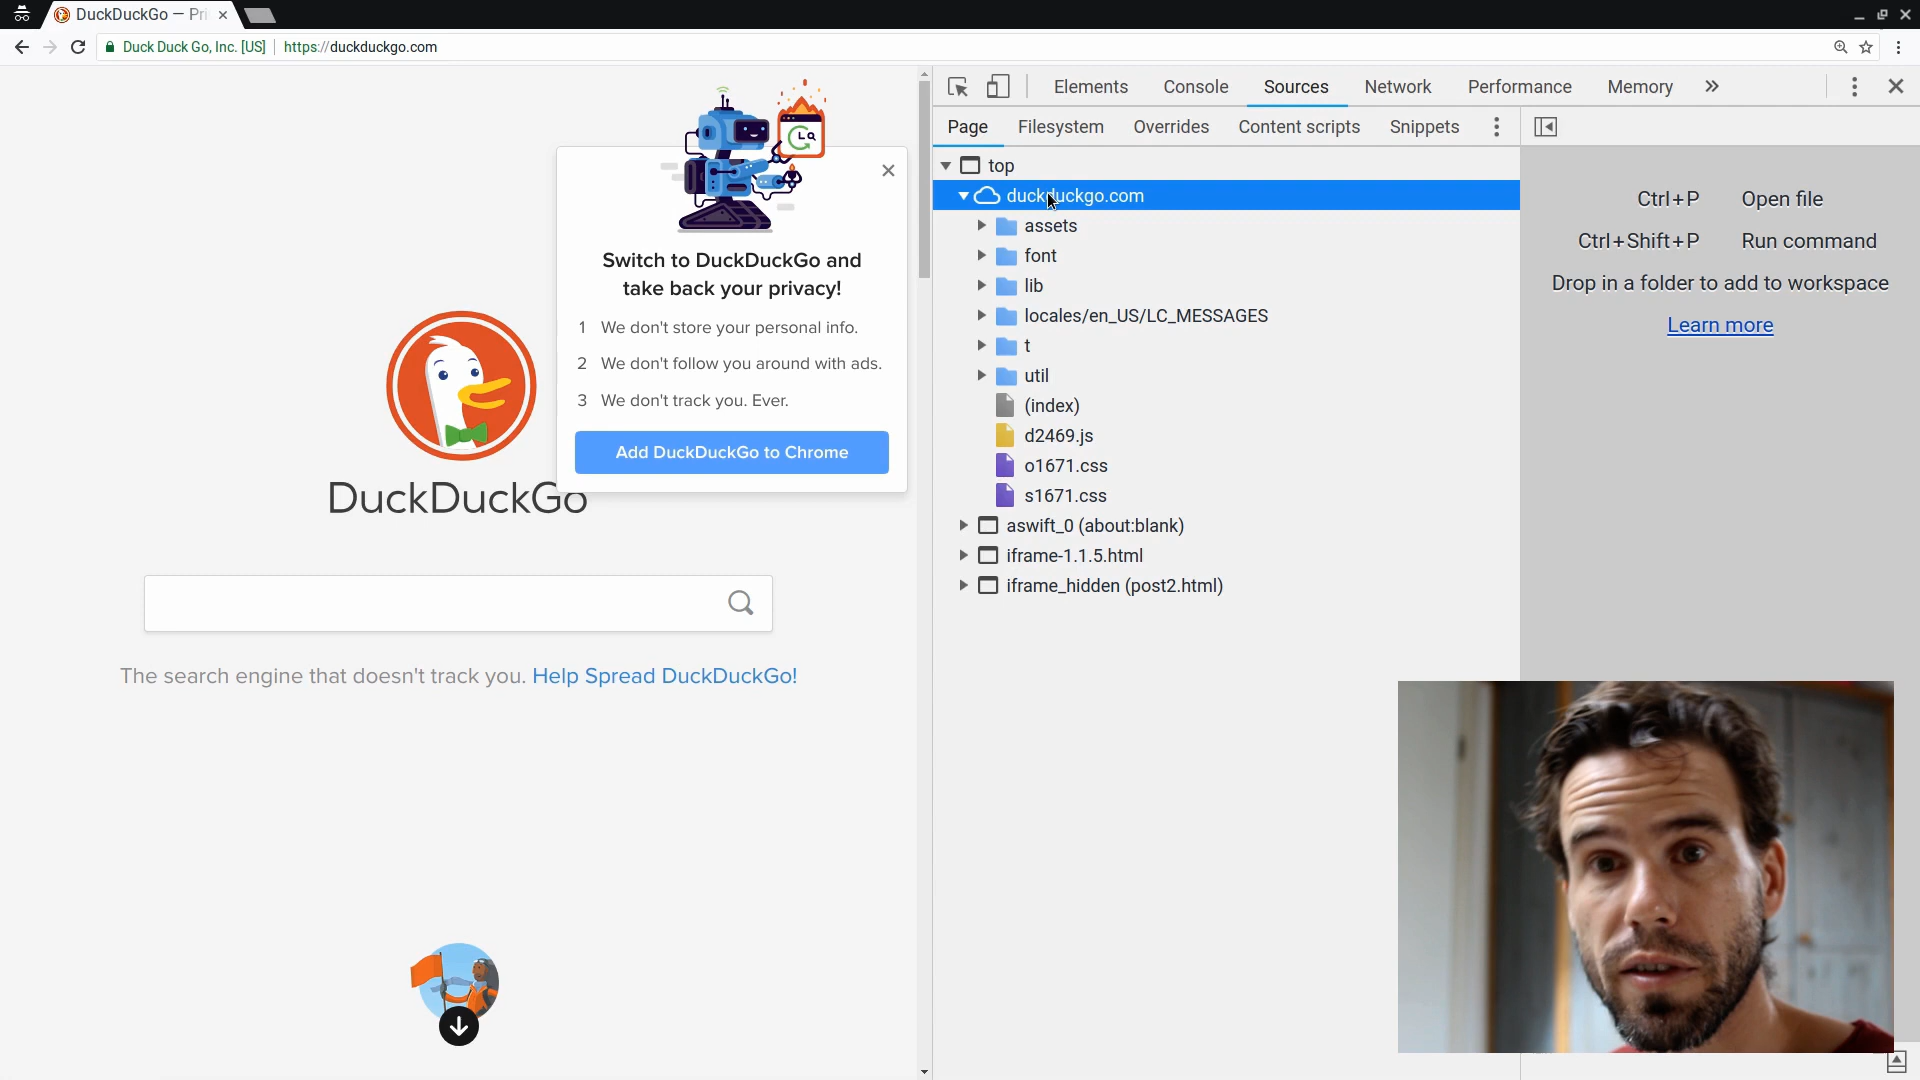 DuckDuckGo — Pri
Duck Duck Go, Inc. [US]
https://duckduckgo.com
Switch to DuckDuckGo and
take back your privacy!
1 We don't store your personal info.
2 We don't follow you around with ads.
3 We don't track you. Ever.
Add DuckDuckGo to Chrome
DuckDuckGo
The search engine that doesn't track you. Help Spread DuckDuckGo!
Elements Console Sources Network Performance Memory »
Page Filesystem Overrides Content scripts Snippets
top
duckduckgo.com
assets
font
lib
locales/en_US/LC_MESSAGES
t
util
(index)
d2469.js
o1671.css
s1671.css
aswift_0 (about:blank)
iframe-1.1.5.html
iframe_hidden (post2.html)
Ctrl+P Open file
Ctrl+Shift+P Run command
Drop in a folder to add to workspace
Learn more